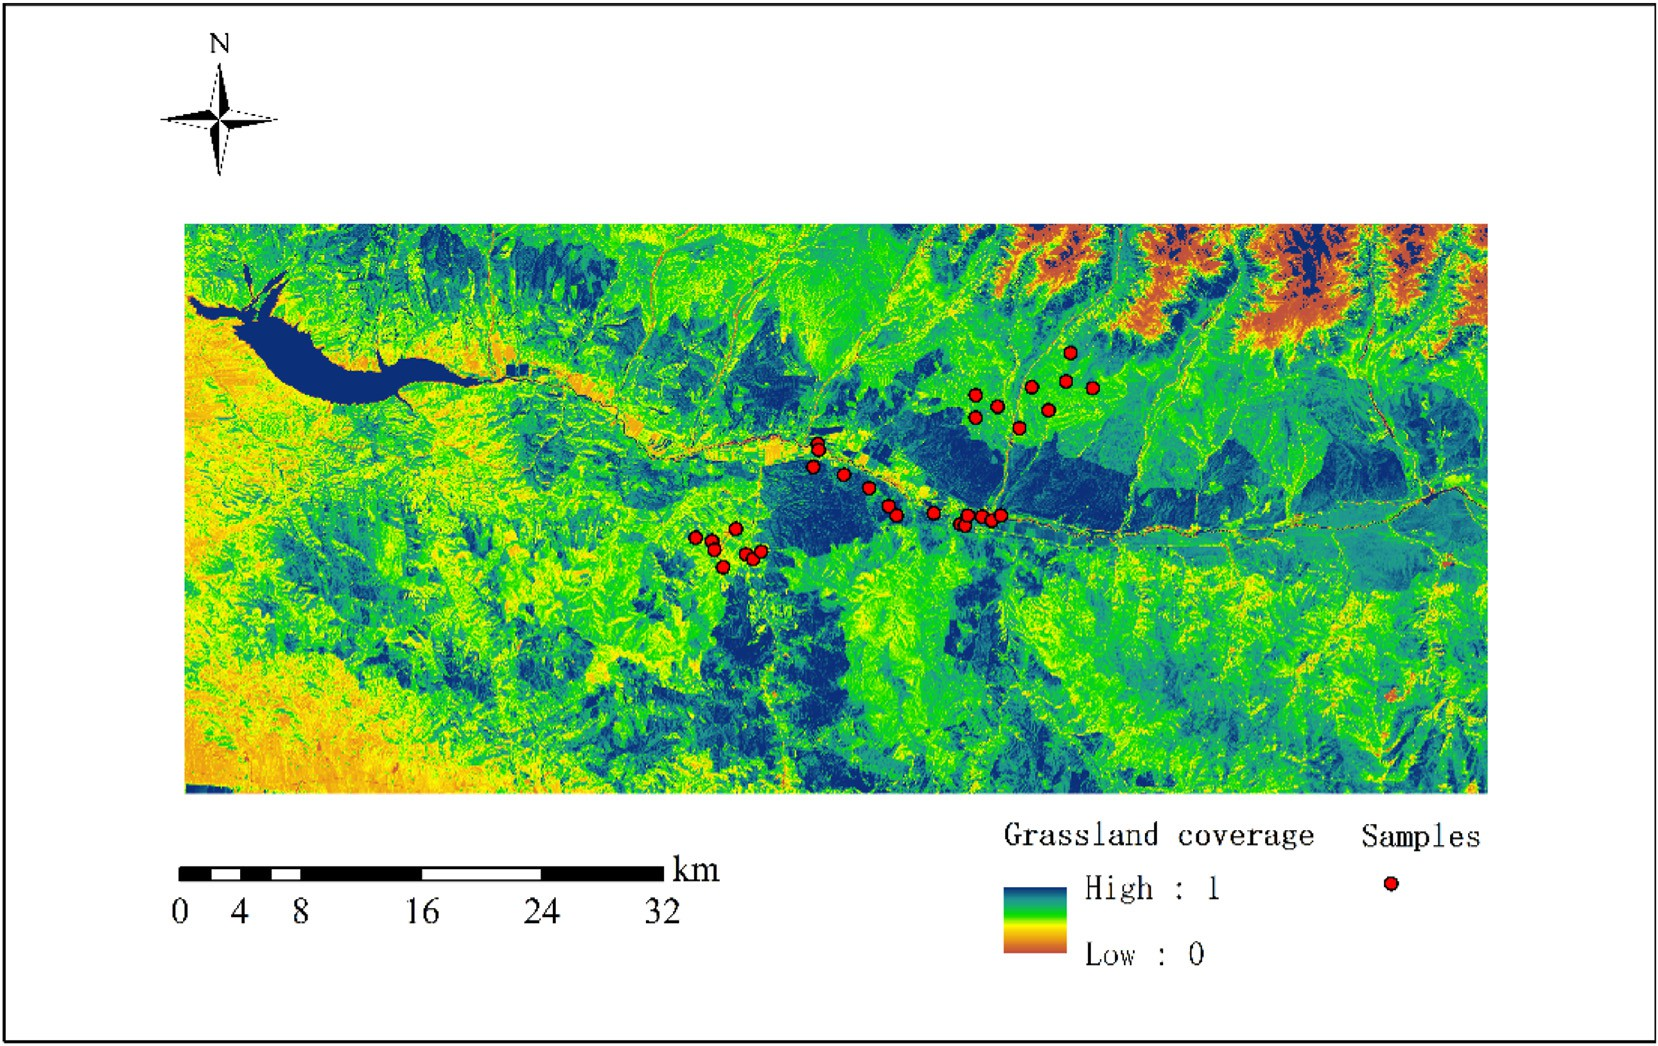 N
Grassland coverage
Samples
High : 1
Low : 0
km
0 4 8 16 24 32